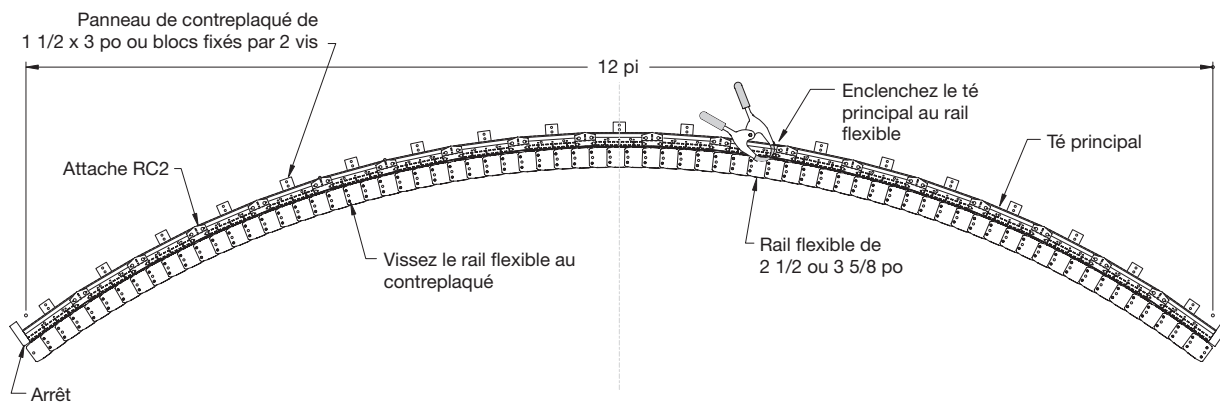 Panneau de contreplaqué de
1 1/2 x 3 po ou blocs fixés par 2 vis
12 pi
Enclenchez le té
principal au rail
flexible
Té principal
Attache RC2
Vissez le rail flexible au
contreplaqué
Rail flexible de
2 1/2 ou 3 5/8 po
Arrêt